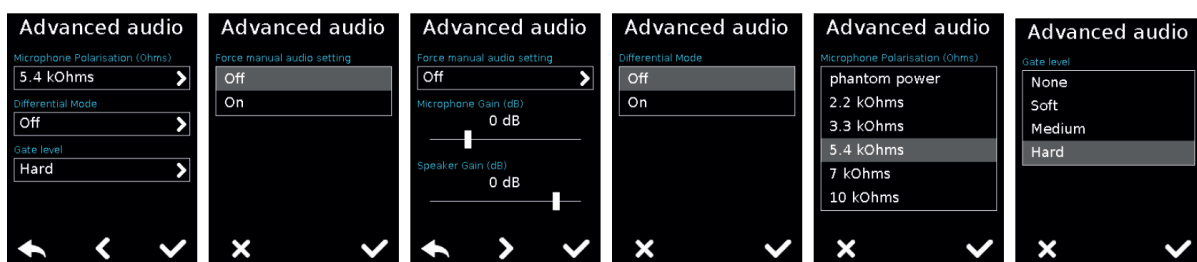 Advanced audio
Microphone Polarisation (Ohms)
5.4 kOhms
Differential Mode
Off
Gate level
Hard
Advanced audio
Force manual audio setting
Off
On
Advanced audio
Force manual audio setting
Off
Microphone Gain (dB)
0 dB
Speaker Gain (dB)
0 dB
Advanced audio
Differential Mode
Off
On
Advanced audio
Microphone Polarisation (Ohms)
phantom power
2.2 kOhms
3.3 kOhms
5.4 kOhms
7 kOhms
10 kOhms
Advanced audio
Gate level
None
Soft
Medium
Hard